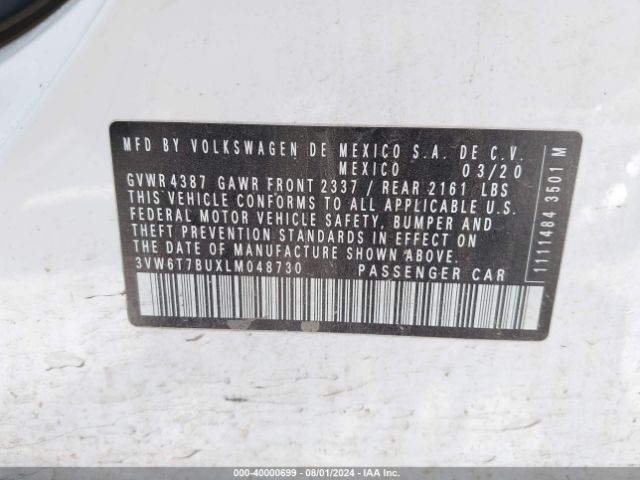 MFD BY VOLKSWAGEN DE MEXICO S.A. DE C.V.
MEXICO 03/20
GVWR 4387 GAWR FRONT 2337 / REAR 2161 LBS
THIS VEHICLE CONFORMS TO ALL APPLICABLE U.S.
FEDERAL MOTOR VEHICLE SAFETY, BUMPER AND
THEFT PREVENTION STANDARDS IN EFFECT ON
THE DATE OF MANUFACTURE SHOWN ABOVE.
3VW6T7BUXLM048730 PASSENGER CAR
1111484 3501 M
000-40000699 - 08/01/2024 - IAA Inc.